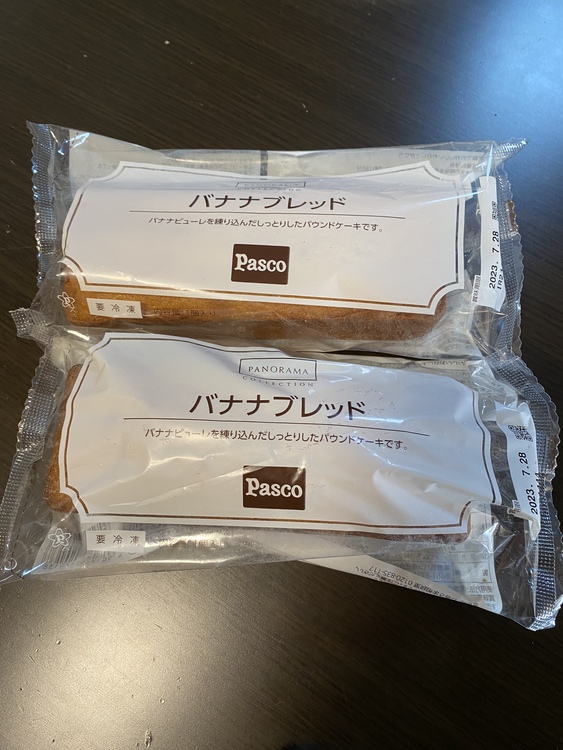 バナナブレッド
バナナピューレを練り込んだしっとりしたパウンドケーキです。
Pasco
2023. 7.28
要冷凍
PANORAMA
COLLECTION
バナナブレッド
バナナピューレを練り込んだしっとりしたパウンドケーキです。
Pasco
2023. 7.28
要冷凍